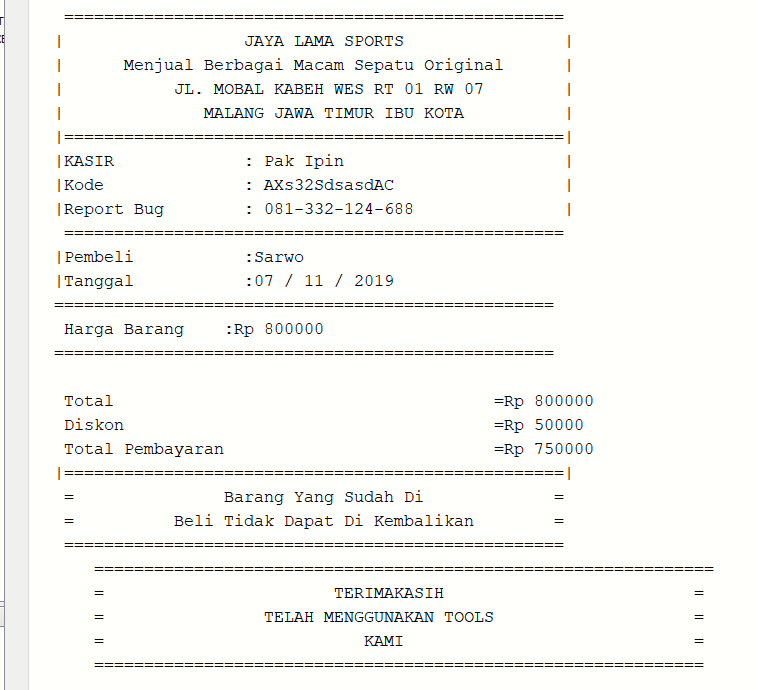 ==================================================
| JAYA LAMA SPORTS |
| Menjual Berbagai Macam Sepatu Original |
| JL. MOBAL KABEH WES RT 01 RW 07 |
| MALANG JAWA TIMUR IBU KOTA |
|==================================================|
|KASIR : Pak Ipin |
|Kode : AXs32SdsasdAC |
|Report Bug : 081-332-124-688 |
==================================================
|Pembeli :Sarwo
|Tanggal :07 / 11 / 2019
==================================================
Harga Barang :Rp 800000
==================================================
Total =Rp 800000
Diskon =Rp 50000
Total Pembayaran =Rp 750000
|==================================================|
= Barang Yang Sudah Di =
= Beli Tidak Dapat Di Kembalikan =
==================================================
==============================================================
= TERIMAKASIH =
= TELAH MENGGUNAKAN TOOLS =
= KAMI =
=============================================================